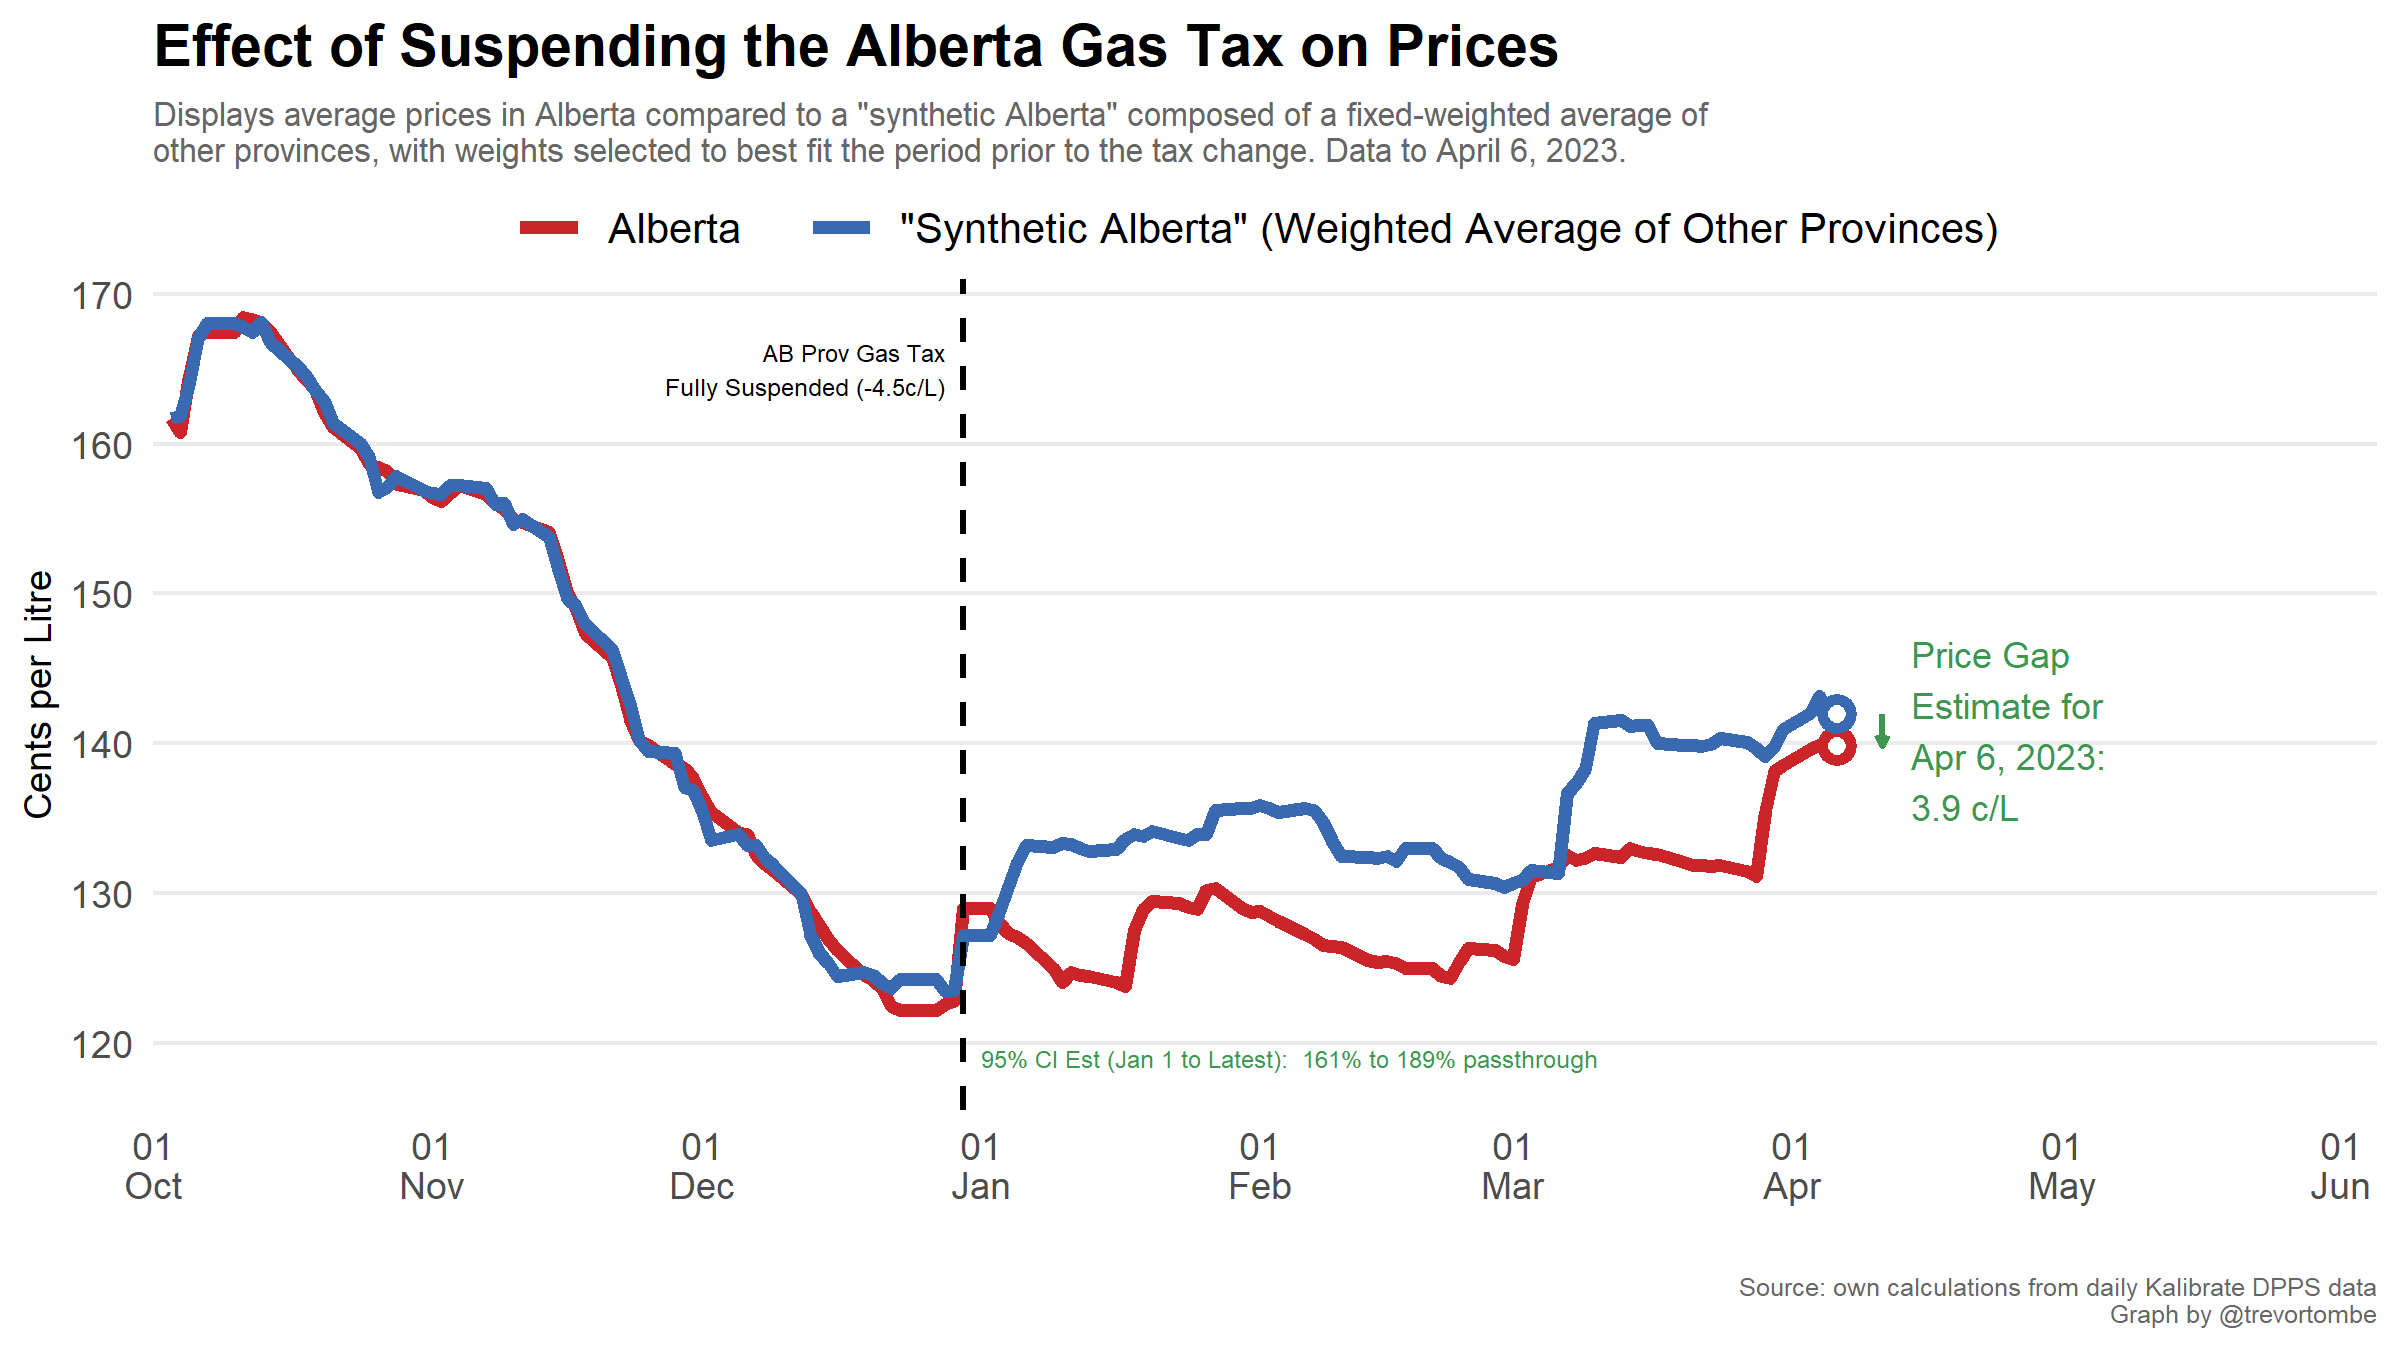 Effect of Suspending the Alberta Gas Tax on Prices
Displays average prices in Alberta compared to a "synthetic Alberta" composed of a fixed-weighted average of
other provinces, with weights selected to best fit the period prior to the tax change. Data to April 6, 2023.
Alberta
"Synthetic Alberta" (Weighted Average of Other Provinces)
Cents per Litre
170
160
150
140
130
120
AB Prov Gas Tax
Fully Suspended (-4.5c/L)
Price Gap
Estimate for
Apr 6, 2023:
3.9 c/L
95% CI Est (Jan 1 to Latest):  161% to 189% passthrough
01 Oct
01 Nov
01 Dec
01 Jan
01 Feb
01 Mar
01 Apr
01 May
01 Jun
Source: own calculations from daily Kalibrate DPPS data
Graph by @trevortombe